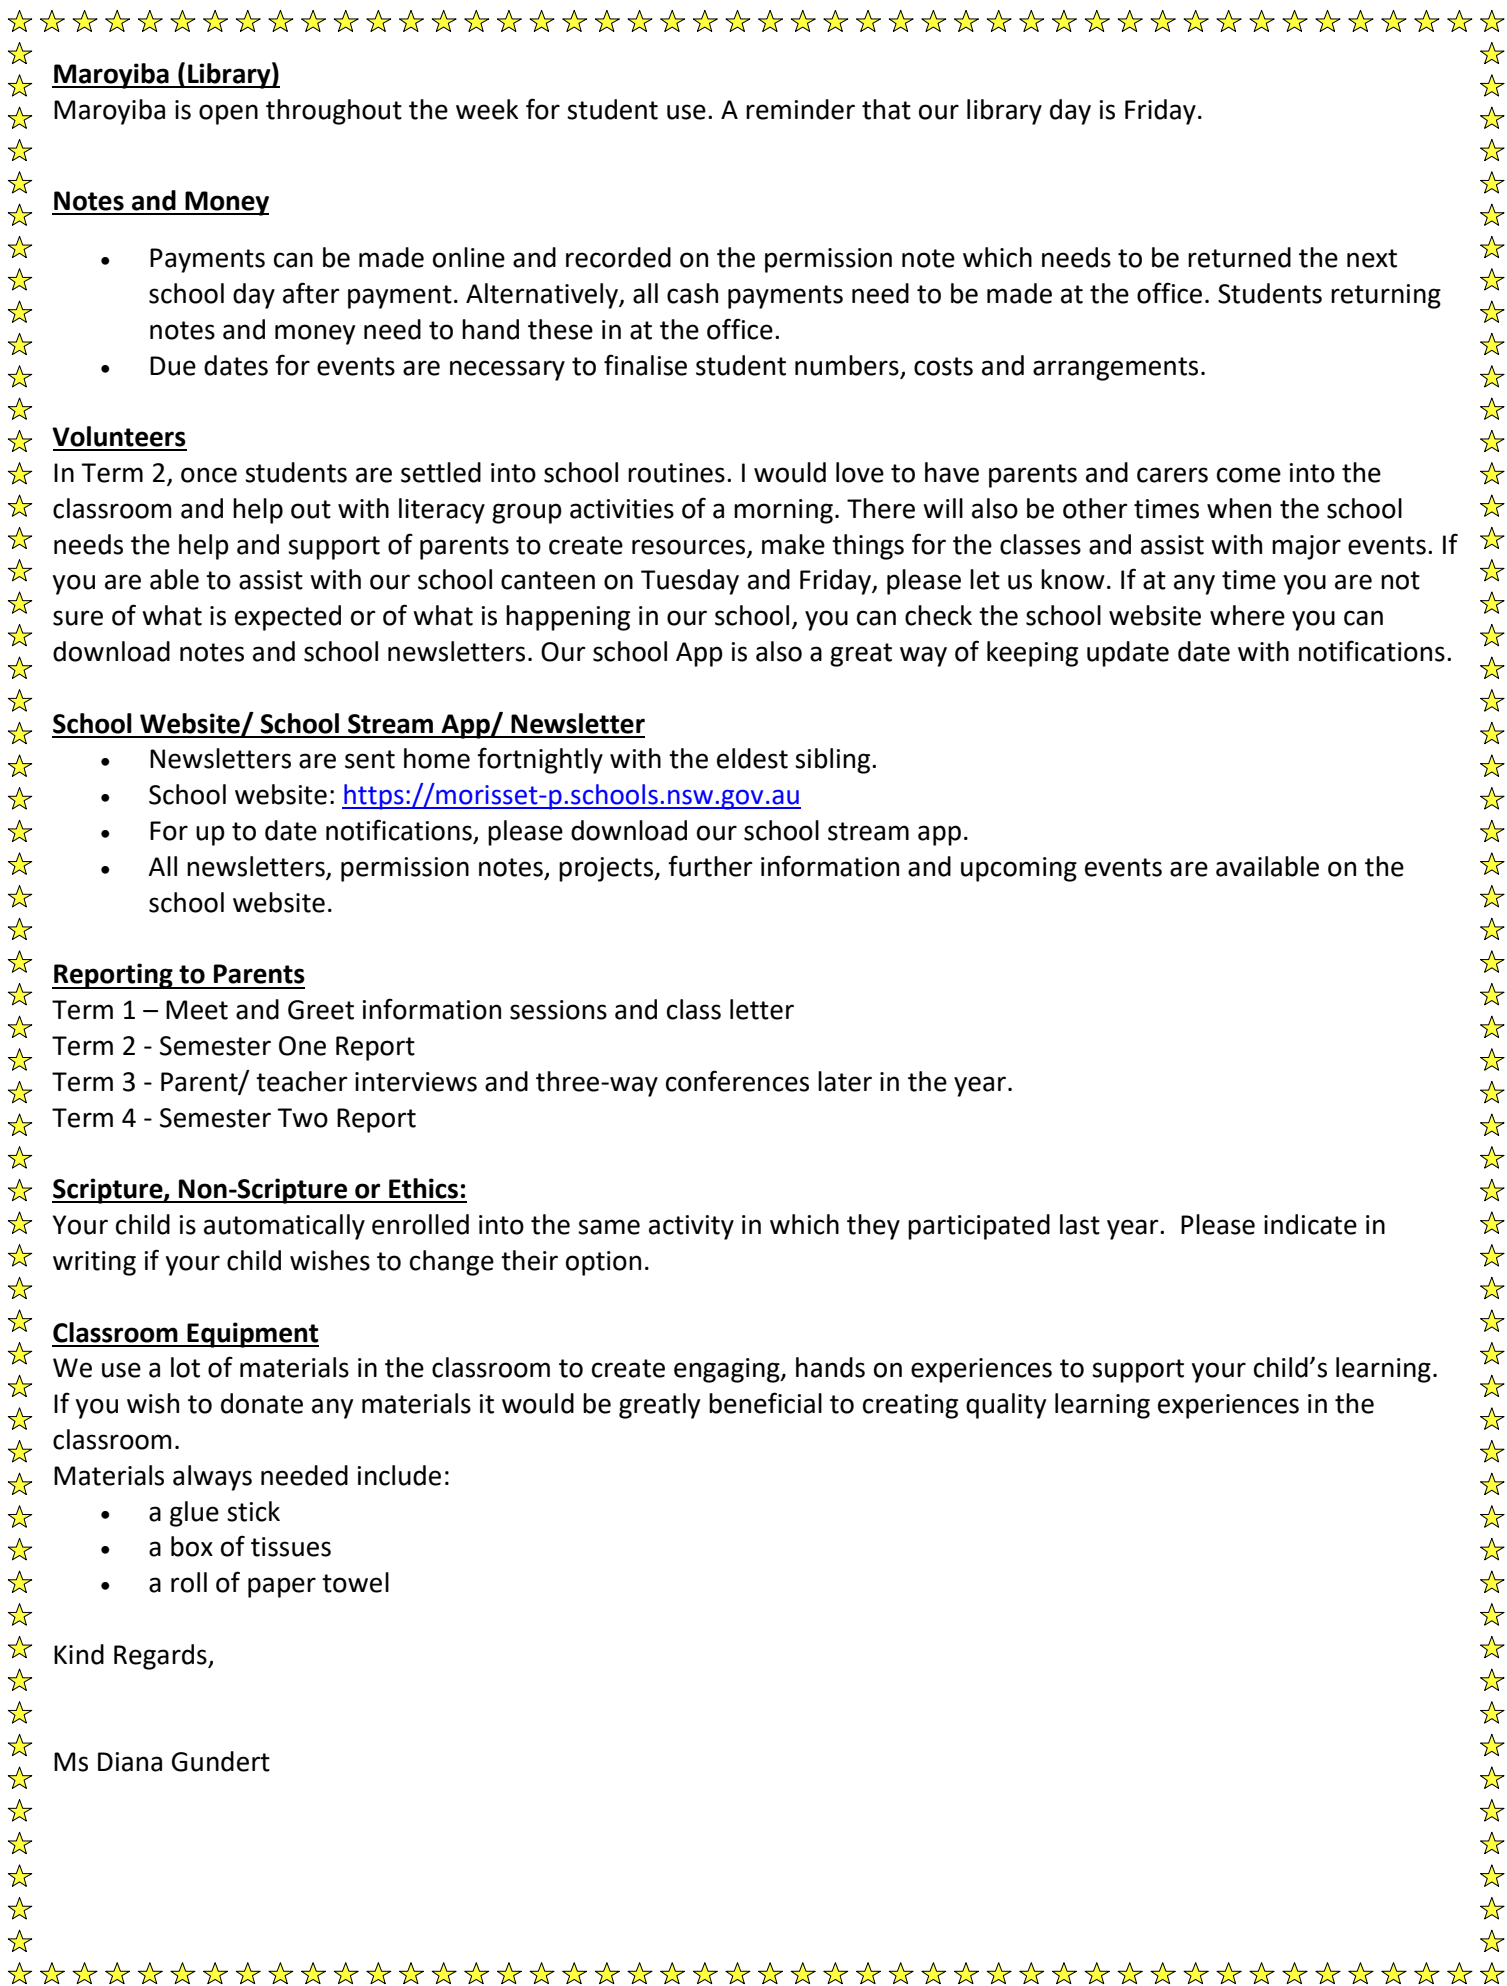 Maroyiba (Library)
Maroyiba is open throughout the week for student use. A reminder that our library day is Friday.
Notes and Money
• Payments can be made online and recorded on the permission note which needs to be returned the next
school day after payment. Alternatively, all cash payments need to be made at the office. Students returning
notes and money need to hand these in at the office.
• Due dates for events are necessary to finalise student numbers, costs and arrangements.
Volunteers
In Term 2, once students are settled into school routines. I would love to have parents and carers come into the
classroom and help out with literacy group activities of a morning. There will also be other times when the school
needs the help and support of parents to create resources, make things for the classes and assist with major events. If
you are able to assist with our school canteen on Tuesday and Friday, please let us know. If at any time you are not
sure of what is expected or of what is happening in our school, you can check the school website where you can
download notes and school newsletters. Our school App is also a great way of keeping update date with notifications.
School Website/ School Stream App/ Newsletter
• Newsletters are sent home fortnightly with the eldest sibling.
• School website: https://morisset-p.schools.nsw.gov.au
• For up to date notifications, please download our school stream app.
• All newsletters, permission notes, projects, further information and upcoming events are available on the
school website.
Reporting to Parents
Term 1 – Meet and Greet information sessions and class letter
Term 2 - Semester One Report
Term 3 - Parent/ teacher interviews and three-way conferences later in the year.
Term 4 - Semester Two Report
Scripture, Non-Scripture or Ethics:
Your child is automatically enrolled into the same activity in which they participated last year.  Please indicate in
writing if your child wishes to change their option.
Classroom Equipment
We use a lot of materials in the classroom to create engaging, hands on experiences to support your child’s learning.
If you wish to donate any materials it would be greatly beneficial to creating quality learning experiences in the
classroom.
Materials always needed include:
• a glue stick
• a box of tissues
• a roll of paper towel
Kind Regards,
Ms Diana Gundert